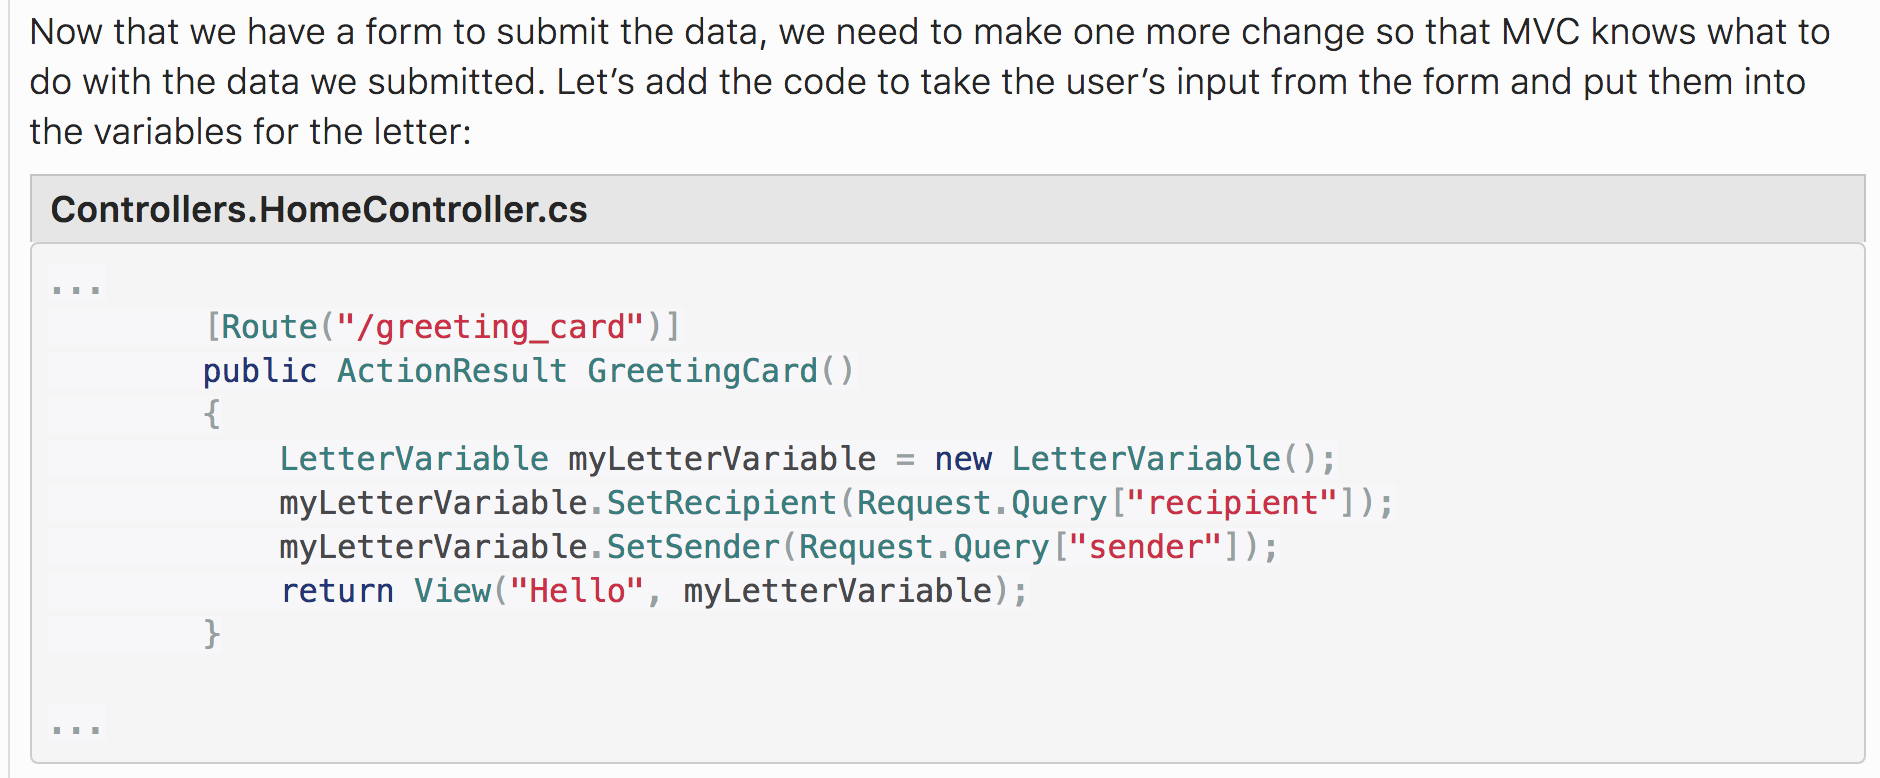 Now that we have a form to submit the data, we need to make one more change so that MVC knows what to
do with the data we submitted. Let’s add the code to take the user’s input from the form and put them into
the variables for the letter:
Controllers.HomeController.cs
...
[Route("/greeting_card")]
public ActionResult GreetingCard()
{
LetterVariable myLetterVariable = new LetterVariable();
myLetterVariable.SetRecipient(Request.Query["recipient"]);
myLetterVariable.SetSender(Request.Query["sender"]);
return View("Hello", myLetterVariable);
}
...